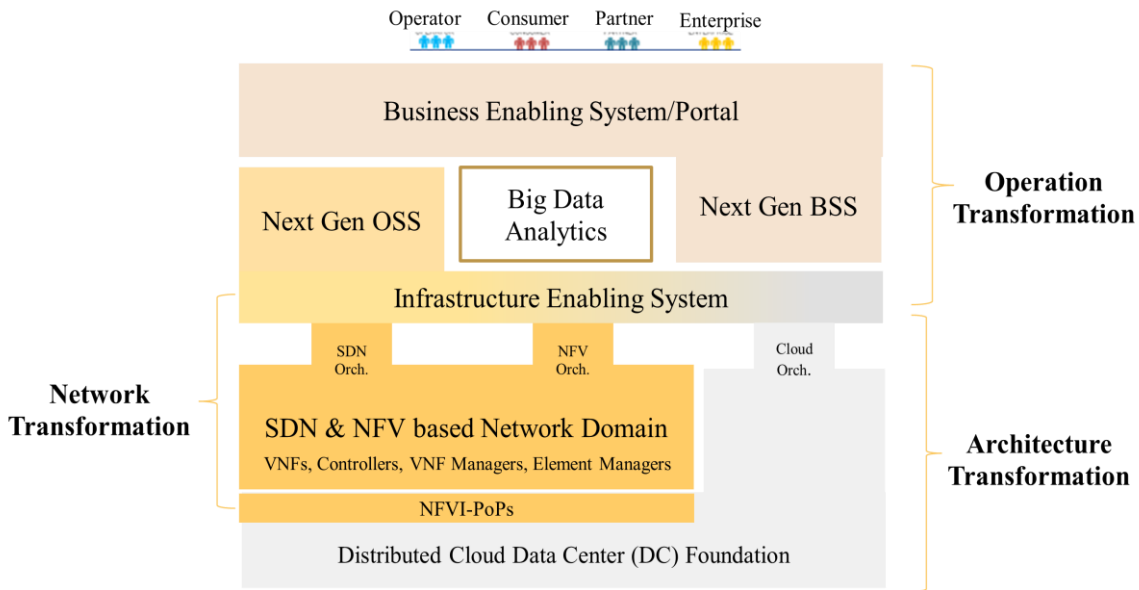 Operator Consumer Partner Enterprise
Business Enabling System/Portal
Next Gen OSS
Big Data
Analytics
Next Gen BSS
Operation
Transformation
Infrastructure Enabling System
SDN
Orch.
NFV
Orch.
Cloud
Orch.
Network
Transformation
SDN & NFV based Network Domain
VNFs, Controllers, VNF Managers, Element Managers
Architecture
Transformation
NFVI-PoPs
Distributed Cloud Data Center (DC) Foundation